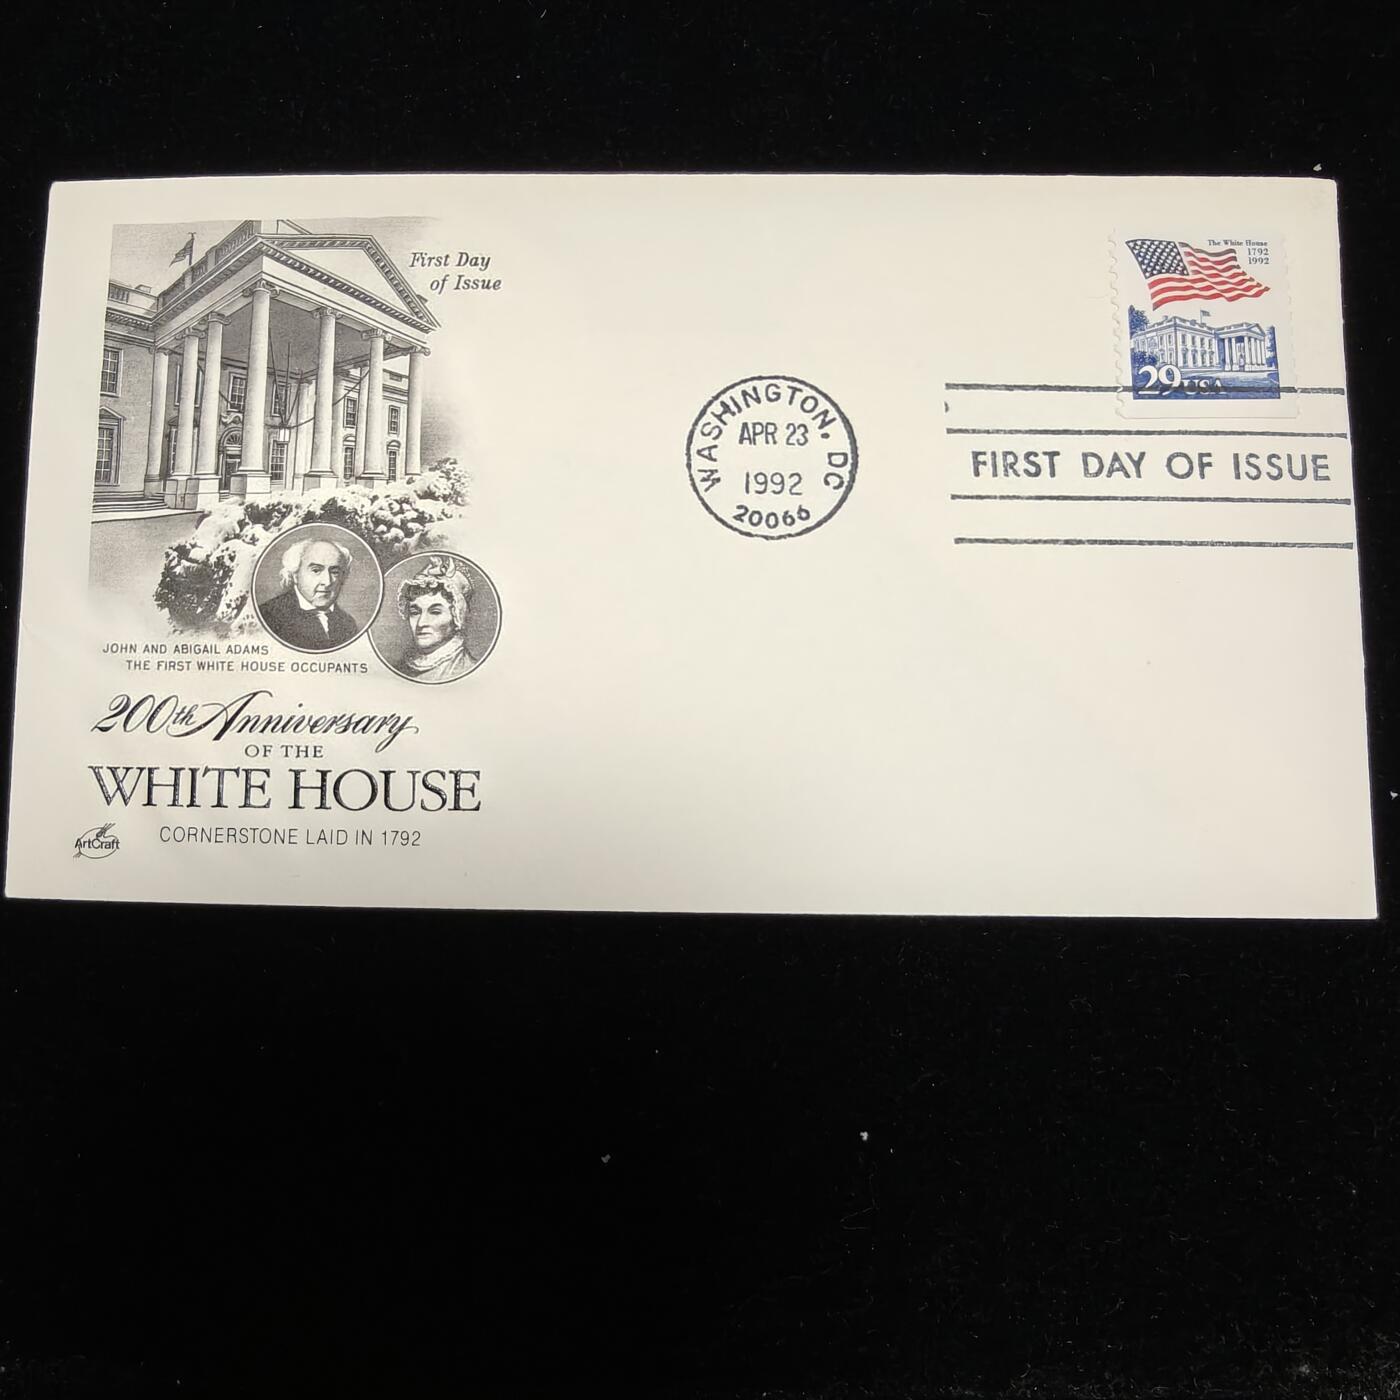 First Day
of Issue
The White House
1792
1992
29 USA
WASHINGTON, DC
APR 23
1992
20066
FIRST DAY OF ISSUE
JOHN AND ABIGAIL ADAMS
THE FIRST WHITE HOUSE OCCUPANTS
200th Anniversary
OF THE
WHITE HOUSE
CORNERSTONE LAID IN 1792
ArtCraft